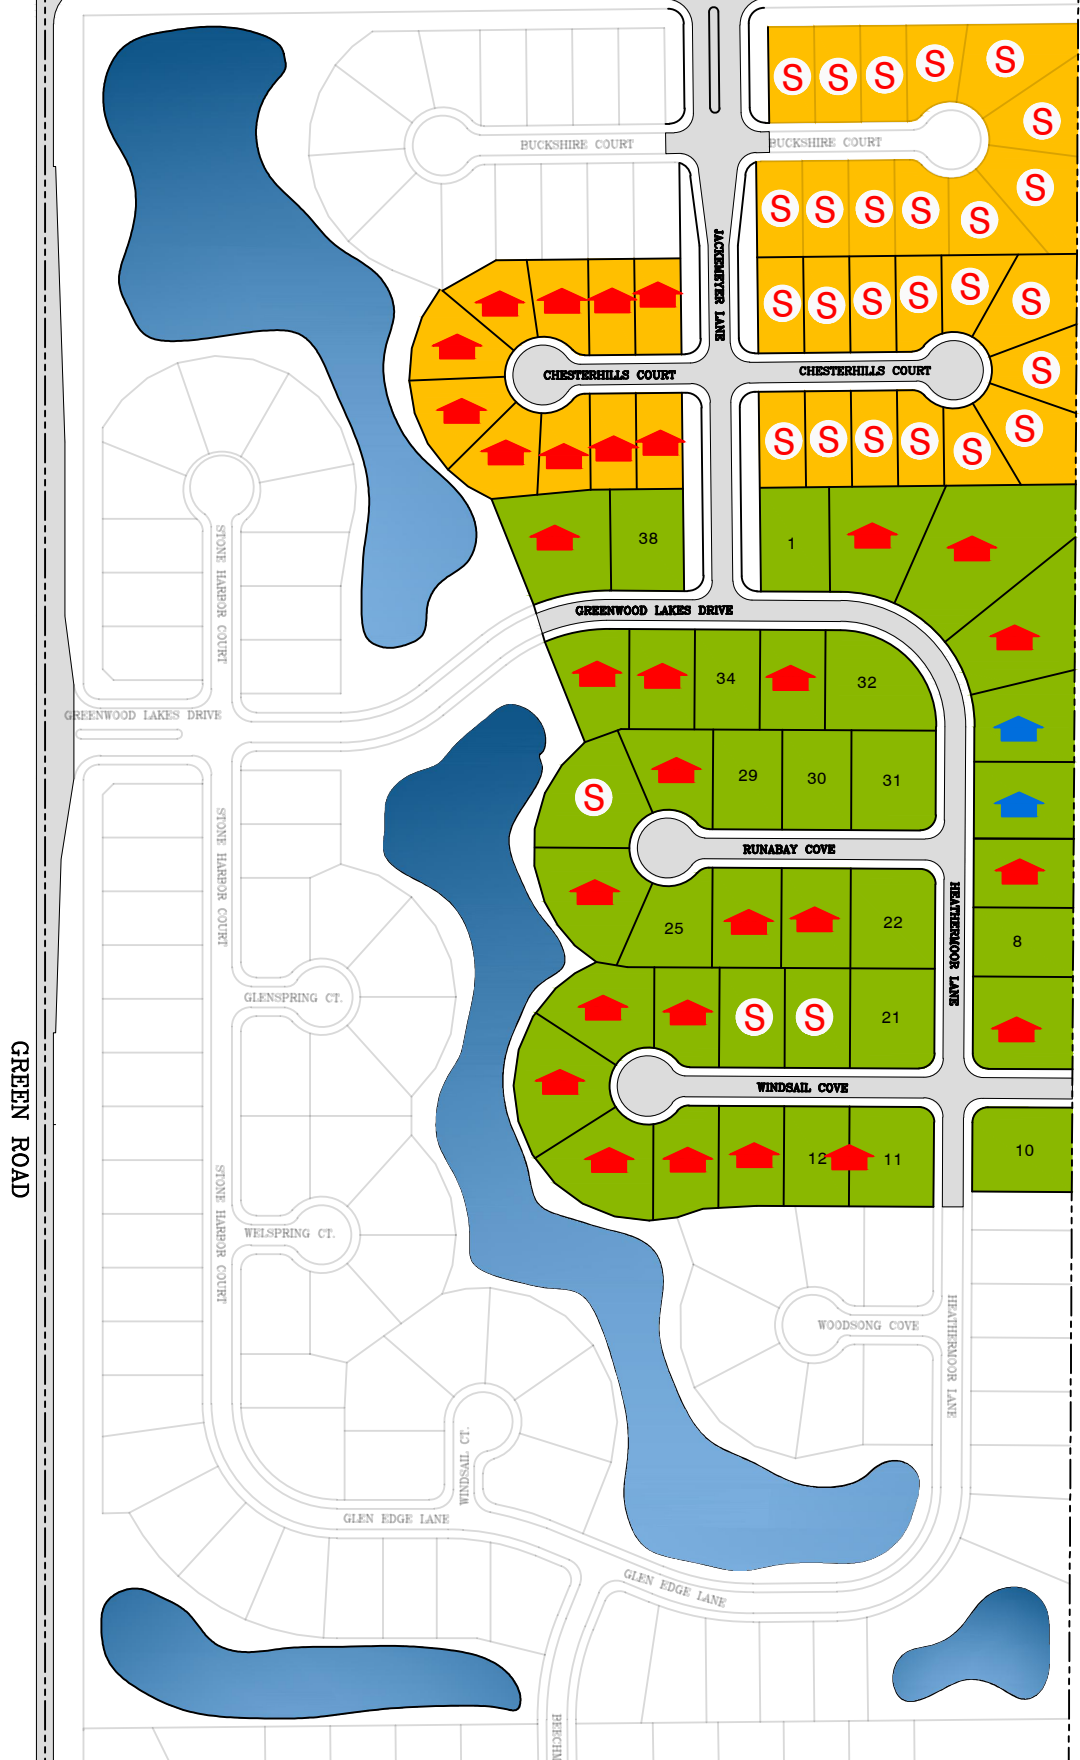 S S S S S
S
BUCKSHIRE COURT
BUCKSHIRE COURT
S
S S S S S
JACKEMEYER LANE
S S S S S S
CHESTERHILLS COURT
CHESTERHILLS COURT
S
S S S S S S
38
1
STONE HARBOR COURT
GREENWOOD LAKES DRIVE
34
32
GREENWOOD LAKES DRIVE
29
30
31
S
STONE HARBOR COURT
RUNABAY COVE
25
22
HEATHERMOOR LANE
8
GLENSPRING CT.
S
S
21
GREEN ROAD
WINDSAIL COVE
12
11
10
STONE HARBOR COURT
WELSPRING CT.
WOODSONG COVE
HEATHERMOOR LANE
WINDSAIL CT.
GLEN EDGE LANE
GLEN EDGE LANE